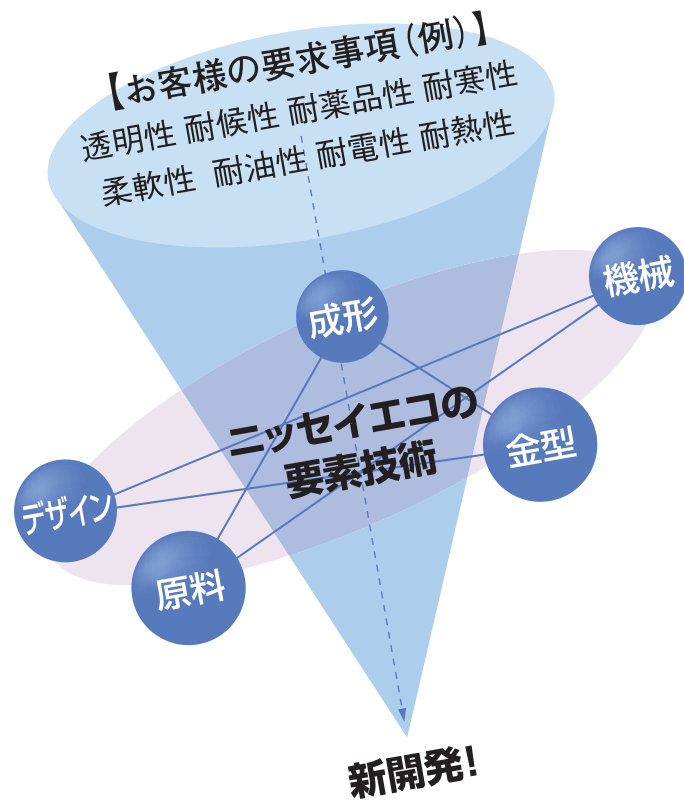 【お客様の要求事項（例）】
透明性 耐候性 耐薬品性 耐寒性
柔軟性 耐油性 耐電性 耐熱性
成形
機械
ニッセイエコの
要素技術
金型
デザイン
原料
新開発！